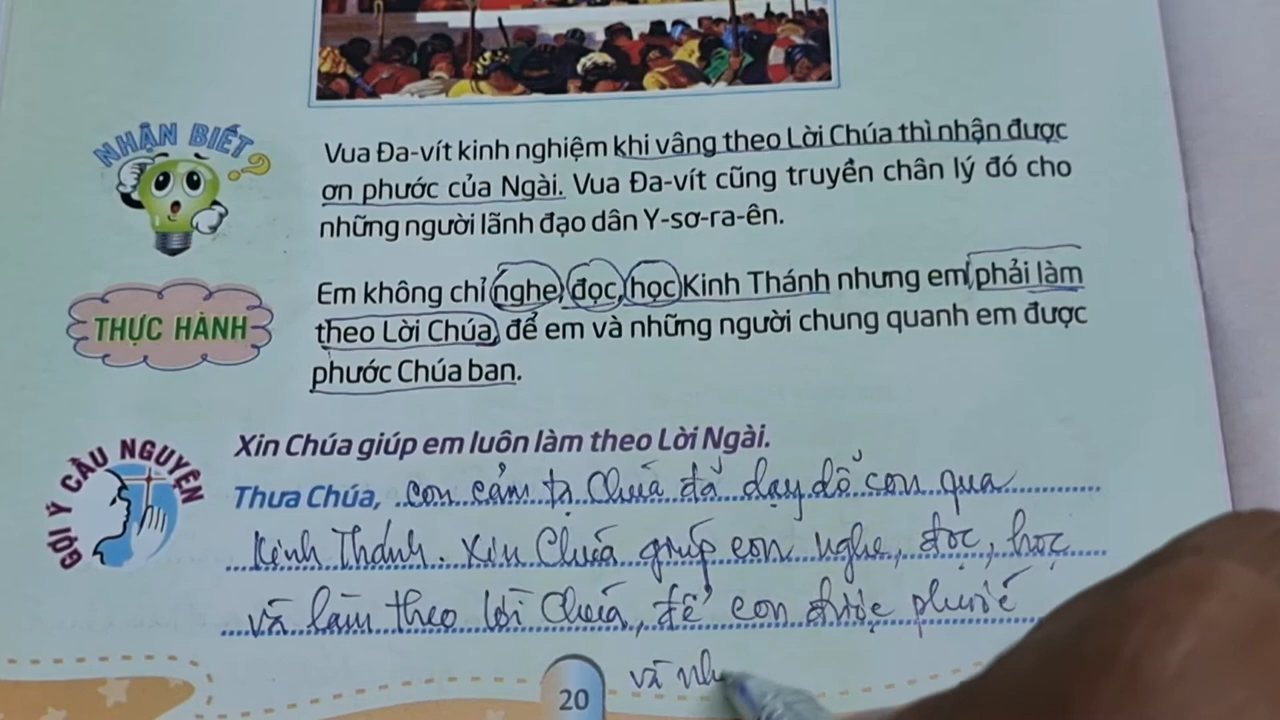 NHẬN BIẾT?
Vua Đa-vít kinh nghiệm khi vâng theo Lời Chúa thì nhận được
ơn phước của Ngài. Vua Đa-vít cũng truyền chân lý đó cho
những người lãnh đạo dân Y-sơ-ra-ên.
THỰC HÀNH
Em không chỉ nghe, đọc, học Kinh Thánh nhưng em phải làm
theo Lời Chúa, để em và những người chung quanh em được
phước Chúa ban.
GỢI Ý CẦU NGUYỆN
Xin Chúa giúp em luôn làm theo Lời Ngài.
Thưa Chúa, con cảm tạ Chúa đã dạy dỗ con qua
Kinh Thánh. Xin Chúa giúp con nghe, đọc, học
và làm theo lời Chúa, để con được phước
và
20